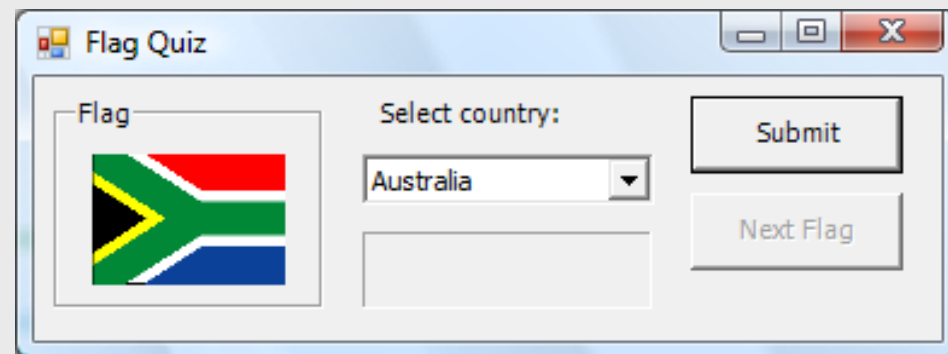 Flag Quiz
Flag
Select country:
Submit
Australia
Next Flag